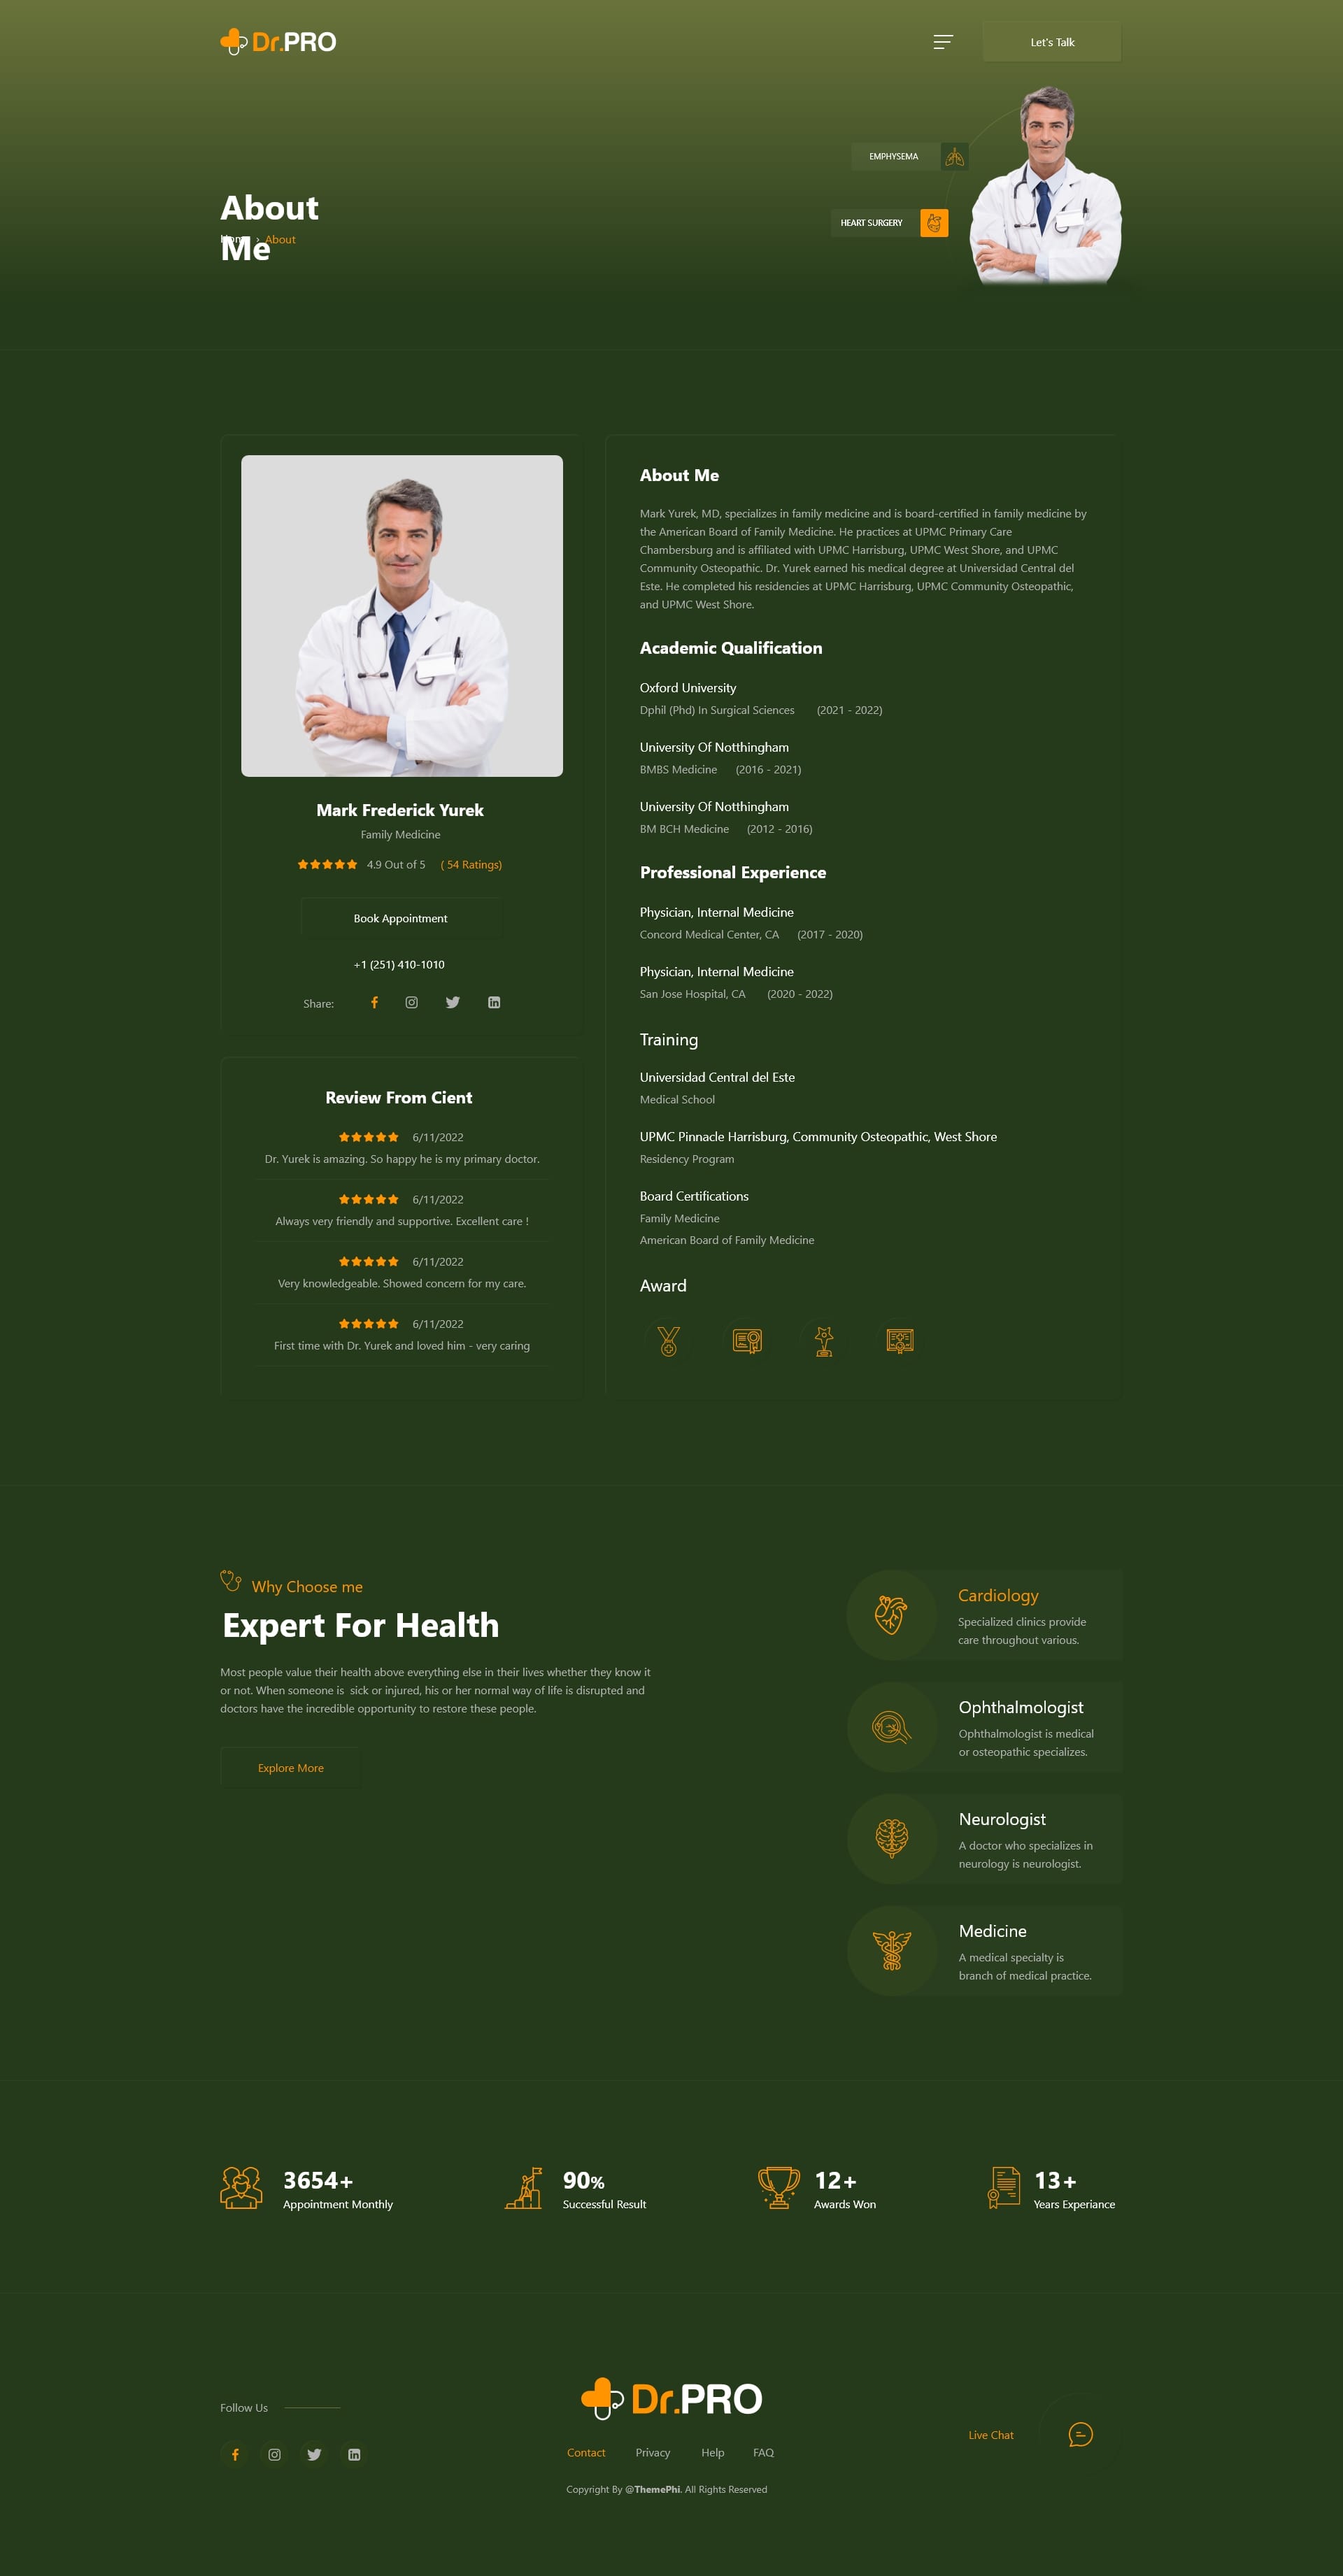 Dr.PRO
Let's Talk
EMPHYSEMA
HEART SURGERY
About
Me
Home › About
About Me
Mark Yurek, MD, specializes in family medicine and is board-certified in family medicine by
the American Board of Family Medicine. He practices at UPMC Primary Care
Chambersburg and is affiliated with UPMC Harrisburg, UPMC West Shore, and UPMC
Community Osteopathic. Dr. Yurek earned his medical degree at Universidad Central del
Este. He completed his residencies at UPMC Harrisburg, UPMC Community Osteopathic,
and UPMC West Shore.
Academic Qualification
Oxford University
Dphil (Phd) In Surgical Sciences (2021 - 2022)
University Of Notthingham
BMBS Medicine (2016 - 2021)
University Of Notthingham
BM BCH Medicine (2012 - 2016)
Professional Experience
Physician, Internal Medicine
Concord Medical Center, CA (2017 - 2020)
Physician, Internal Medicine
San Jose Hospital, CA (2020 - 2022)
Training
Universidad Central del Este
Medical School
UPMC Pinnacle Harrisburg, Community Osteopathic, West Shore
Residency Program
Board Certifications
Family Medicine
American Board of Family Medicine
Award
Mark Frederick Yurek
Family Medicine
4.9 Out of 5 ( 54 Ratings)
Book Appointment
+1 (251) 410-1010
Share:
Review From Cient
6/11/2022
Dr. Yurek is amazing. So happy he is my primary doctor.
6/11/2022
Always very friendly and supportive. Excellent care !
6/11/2022
Very knowledgeable. Showed concern for my care.
6/11/2022
First time with Dr. Yurek and loved him - very caring
Why Choose me
Expert For Health
Most people value their health above everything else in their lives whether they know it
or not. When someone is sick or injured, his or her normal way of life is disrupted and
doctors have the incredible opportunity to restore these people.
Explore More
Cardiology
Specialized clinics provide
care throughout various.
Ophthalmologist
Ophthalmologist is medical
or osteopathic specializes.
Neurologist
A doctor who specializes in
neurology is neurologist.
Medicine
A medical specialty is
branch of medical practice.
3654+
Appointment Monthly
90%
Successful Result
12+
Awards Won
13+
Years Experiance
Follow Us
Dr.PRO
Contact Privacy Help FAQ
Copyright By @ThemePhi. All Rights Reserved
Live Chat